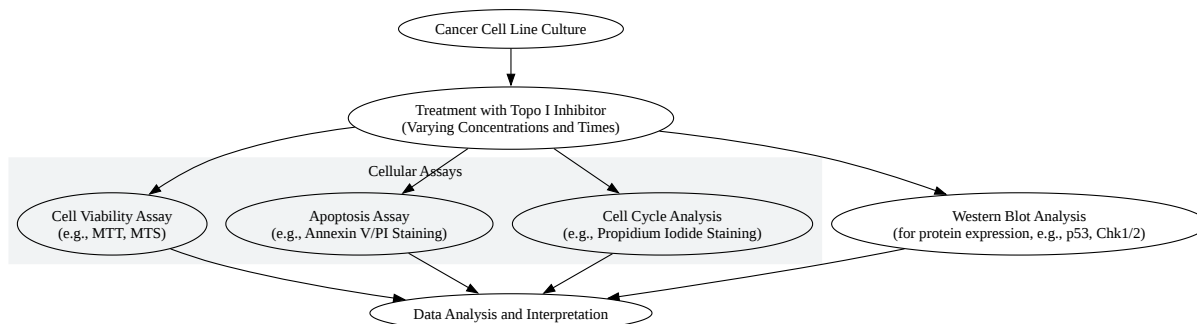 Cancer Cell Line Culture
Treatment with Topo I Inhibitor
(Varying Concentrations and Times)
Cellular Assays
Cell Viability Assay
(e.g., MTT, MTS)
Apoptosis Assay
(e.g., Annexin V/PI Staining)
Cell Cycle Analysis
(e.g., Propidium Iodide Staining)
Western Blot Analysis
(for protein expression, e.g., p53, Chk1/2)
Data Analysis and Interpretation